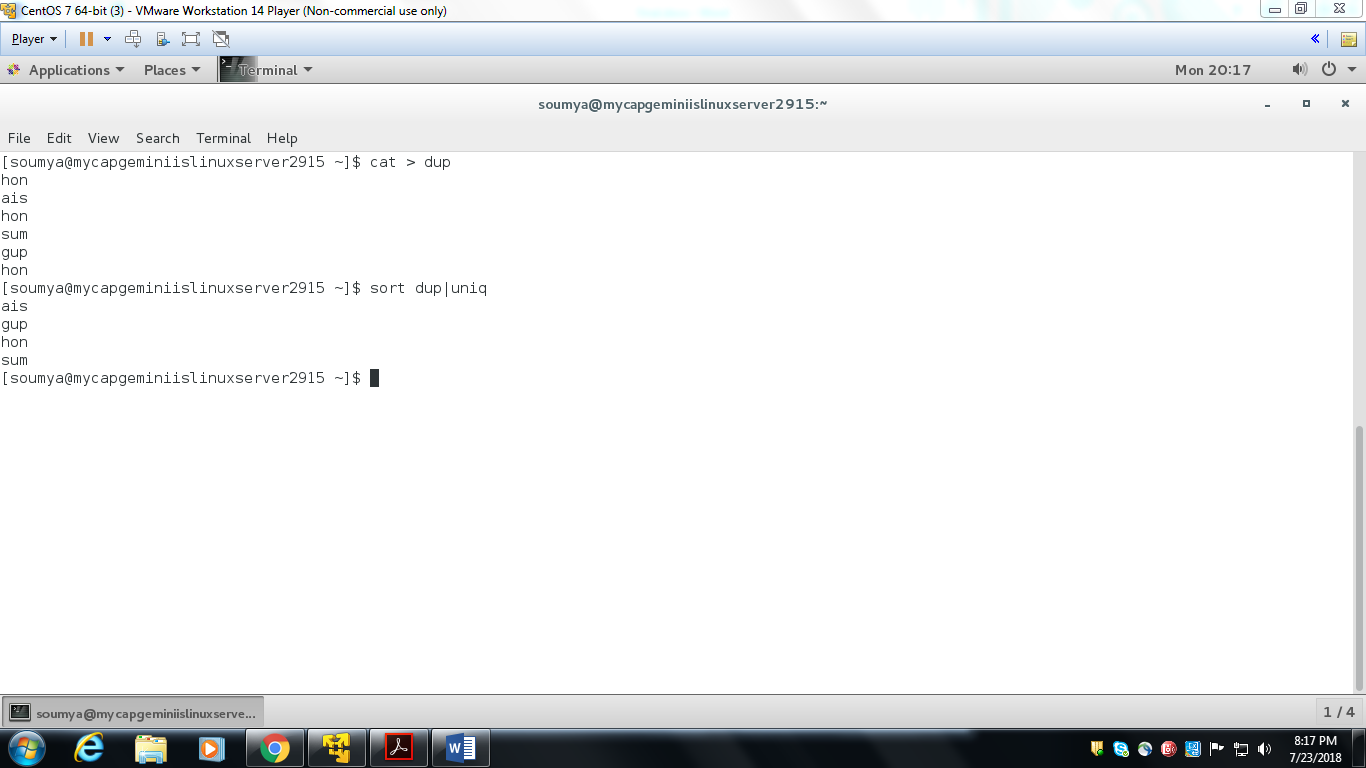 CentOS 7 64-bit (3) - VMware Workstation 14 Player (Non-commercial use only)
Player
Applications Places Terminal Mon 20:17
soumya@mycapgeminiislinuxserver2915:~
File Edit View Search Terminal Help
[soumya@mycapgeminiislinuxserver2915 ~]$ cat > dup
hon
ais
hon
sum
gup
hon
[soumya@mycapgeminiislinuxserver2915 ~]$ sort dup|uniq
ais
gup
hon
sum
[soumya@mycapgeminiislinuxserver2915 ~]$
soumya@mycapgeminiislinuxserve... 1 / 4
8:17 PM
7/23/2018